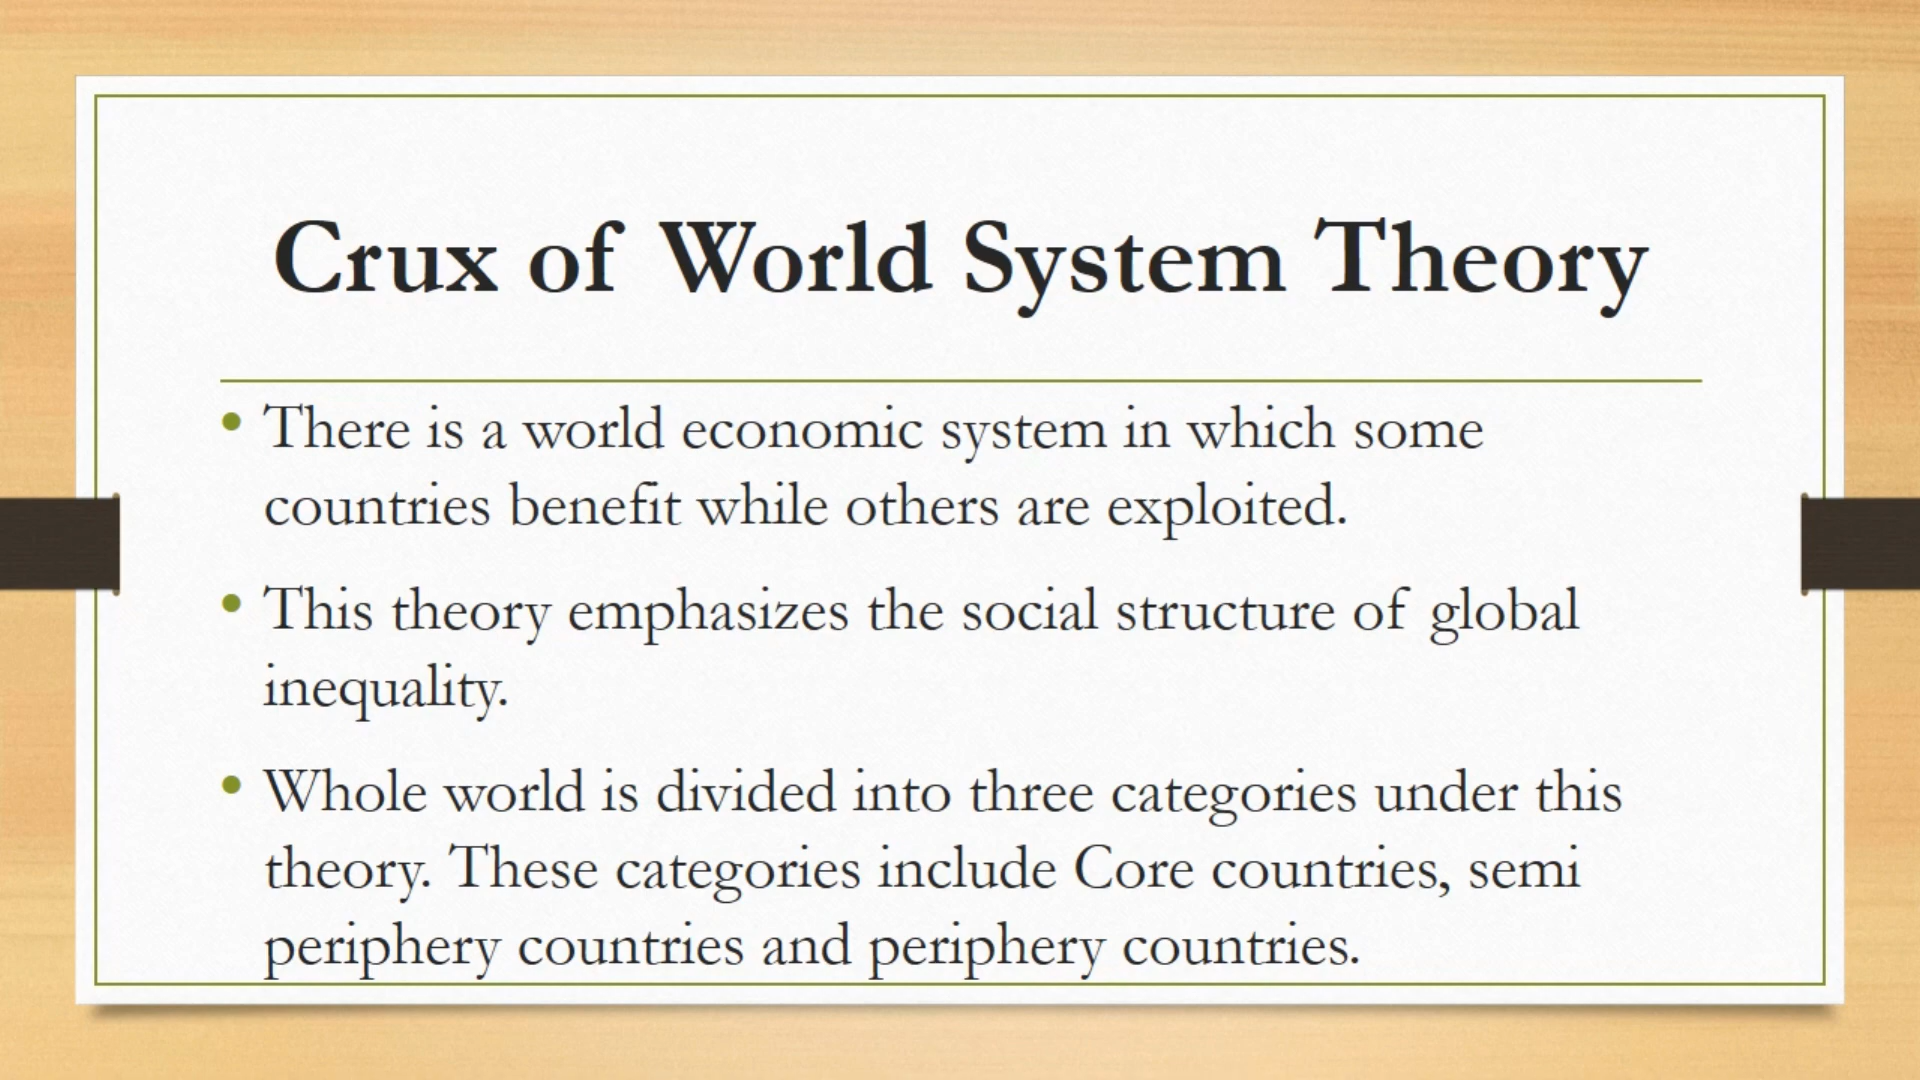 Crux of World System Theory
• There is a world economic system in which some
countries benefit while others are exploited.
• This theory emphasizes the social structure of global
inequality.
• Whole world is divided into three categories under this
theory. These categories include Core countries, semi
periphery countries and periphery countries.